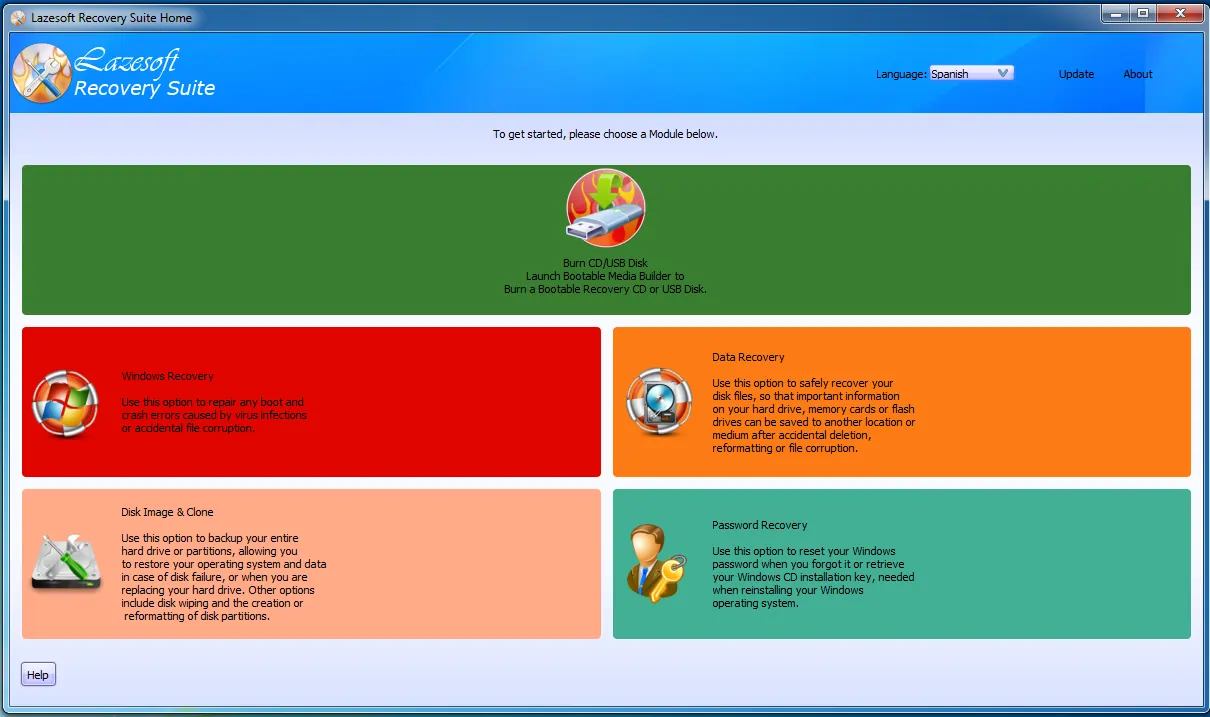 Lazesoft Recovery Suite Home
Lazesoft
Recovery Suite
Language: Spanish
Update
About
To get started, please choose a Module below.
Burn CD/USB Disk
Launch Bootable Media Builder to
Burn a Bootable Recovery CD or USB Disk.
Windows Recovery
Use this option to repair any boot and
crash errors caused by virus infections
or accidental file corruption.
Data Recovery
Use this option to safely recover your
disk files, so that important information
on your hard drive, memory cards or flash
drives can be saved to another location or
medium after accidental deletion,
reformatting or file corruption.
Disk Image & Clone
Use this option to backup your entire
hard drive or partitions, allowing you
to restore your operating system and data
in case of disk failure, or when you are
replacing your hard drive. Other options
include disk wiping and the creation or
reformatting of disk partitions.
Password Recovery
Use this option to reset your Windows
password when you forgot it or retrieve
your Windows CD installation key, needed
when reinstalling your Windows
operating system.
Help